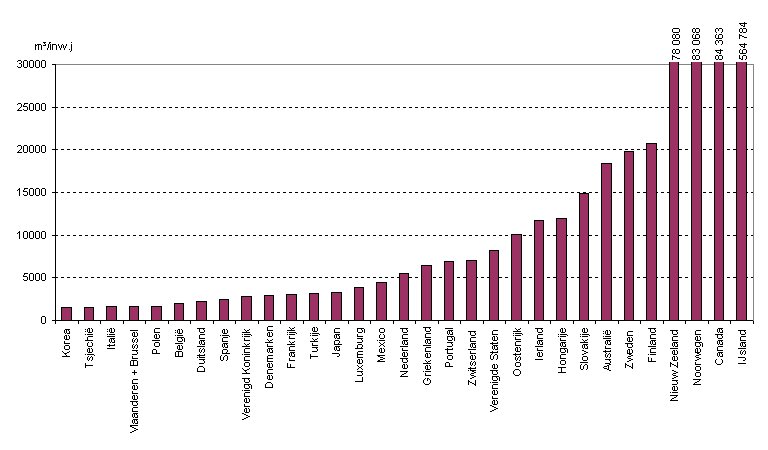 m³/inw.j
78 080
83 068
84 363
564 784
30000
25000
20000
15000
10000
5000
0
Korea
Tsjechië
Italië
Vlaanderen + Brussel
Polen
België
Duitsland
Spanje
Verenigd Koninkrijk
Denemarken
Frankrijk
Turkije
Japan
Luxemburg
Mexico
Nederland
Griekenland
Portugal
Zwitserland
Verenigde Staten
Oostenrijk
Ierland
Hongarije
Slovakije
Australië
Zweden
Finland
Nieuw Zeeland
Noorwegen
Canada
IJsland